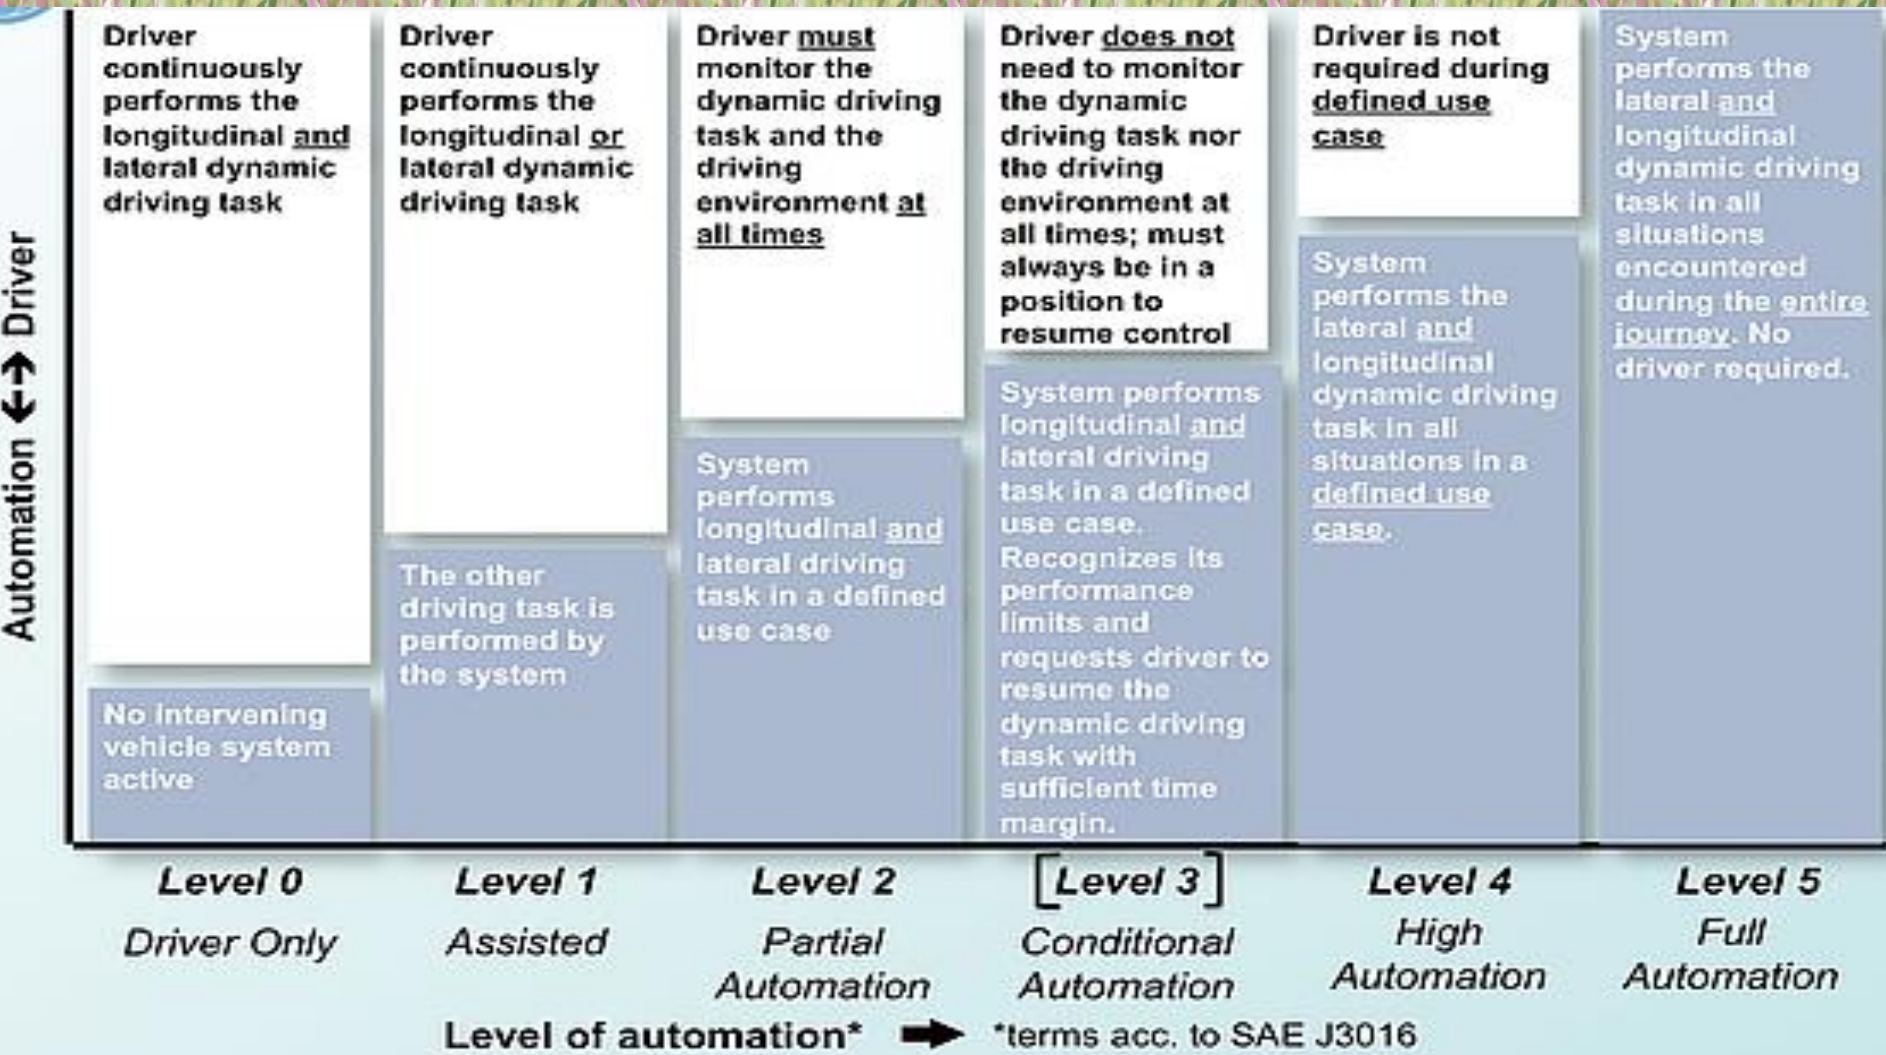 Automation ↔ Driver
Driver
continuously
performs the
longitudinal and
lateral dynamic
driving task
No intervening
vehicle system
active
Driver
continuously
performs the
longitudinal or
lateral dynamic
driving task
The other
driving task is
performed by
the system
Driver must
monitor the
dynamic driving
task and the
driving
environment at
all times
System
performs
longitudinal and
lateral driving
task in a defined
use case
Driver does not
need to monitor
the dynamic
driving task nor
the driving
environment at
all times; must
always be in a
position to
resume control
System performs
longitudinal and
lateral driving
task in a defined
use case.
Recognizes its
performance
limits and
requests driver to
resume the
dynamic driving
task with
sufficient time
margin.
Driver is not
required during
defined use
case
System
performs the
lateral and
longitudinal
dynamic driving
task in all
situations in a
defined use
case.
System
performs the
lateral and
longitudinal
dynamic driving
task in all
situations
encountered
during the entire
journey. No
driver required.
Level 0
Driver Only
Level 1
Assisted
Level 2
Partial
Automation
[Level 3]
Conditional
Automation
Level 4
High
Automation
Level 5
Full
Automation
Level of automation* ➡ *terms acc. to SAE J3016